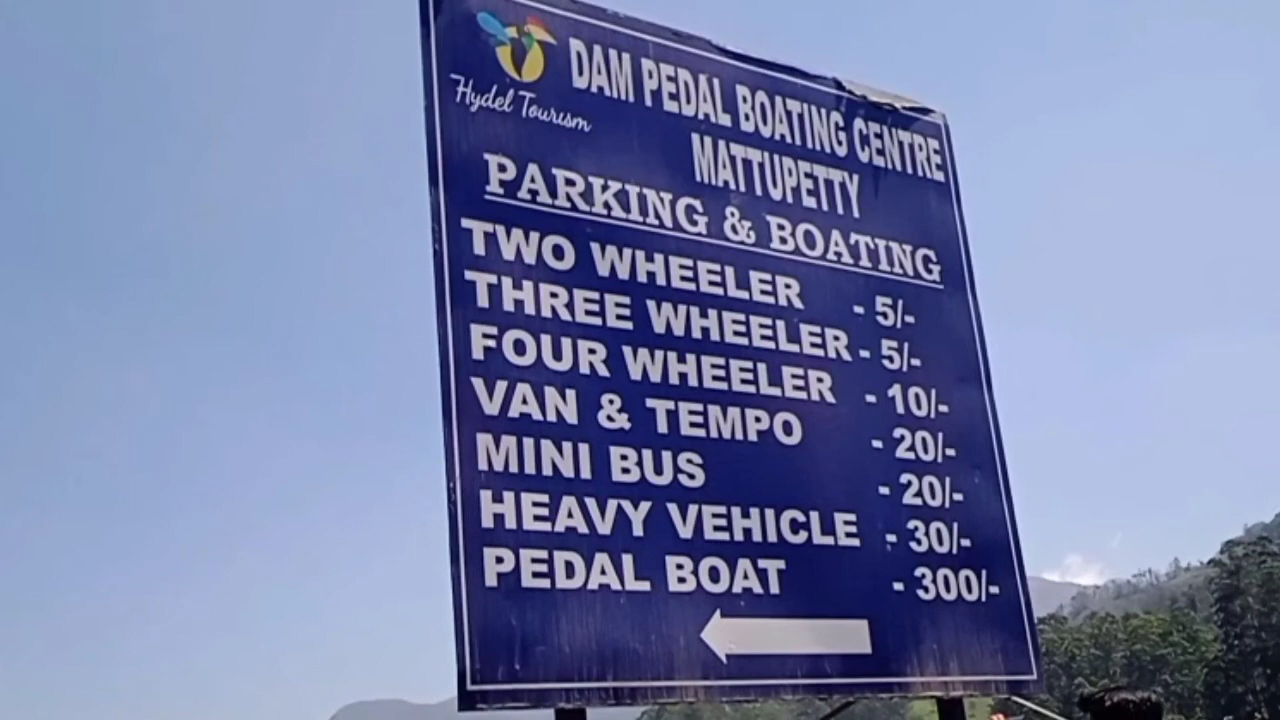 DAM PEDAL BOATING CENTRE
Hydel Tourism
MATTUPETTY
PARKING & BOATING
TWO WHEELER - 5/-
THREE WHEELER - 5/-
FOUR WHEELER - 10/-
VAN & TEMPO - 20/-
MINI BUS - 20/-
HEAVY VEHICLE - 30/-
PEDAL BOAT - 300/-